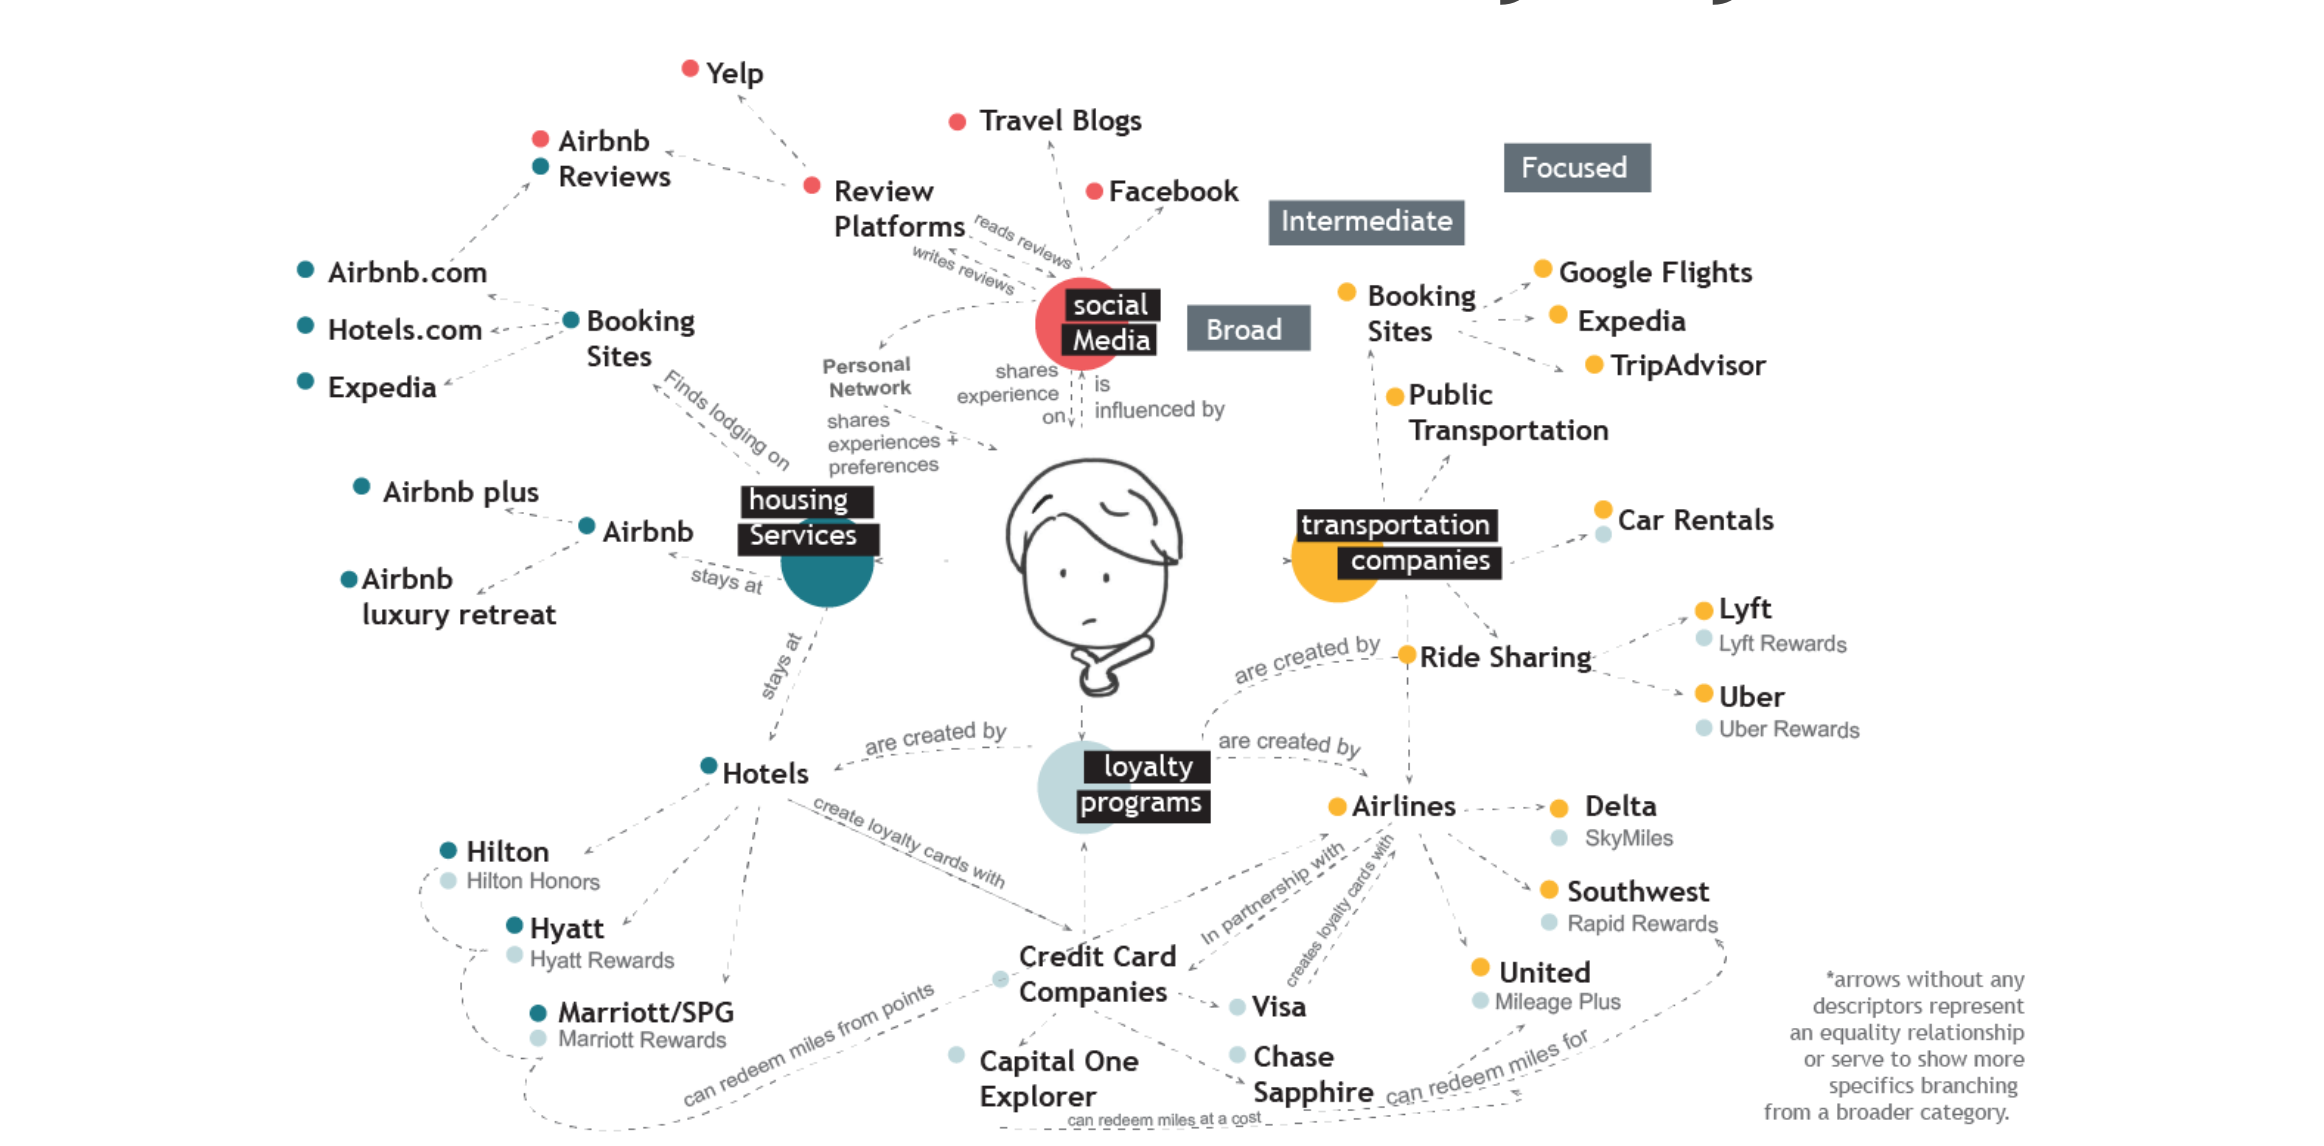 Yelp
Travel Blogs
Airbnb
Reviews
Review
Platforms
Facebook
Focused
Intermediate
reads reviews
writes reviews
Airbnb.com
Hotels.com
Expedia
Booking
Sites
social
Media
Broad
Booking
Sites
Google Flights
Expedia
TripAdvisor
Personal
Network
shares
experiences +
preferences
shares
experience
on
is
influenced by
Public
Transportation
Finds lodging on
housing
Services
Airbnb plus
Airbnb
Airbnb
luxury retreat
stays at
stays at
transportation
companies
Car Rentals
Ride Sharing
Lyft
Lyft Rewards
Uber
Uber Rewards
are created by
are created by
are created by
loyalty
programs
Hotels
create loyalty cards with
Hilton
Hilton Honors
Hyatt
Hyatt Rewards
Marriott/SPG
Marriott Rewards
Airlines
Delta
SkyMiles
Southwest
Rapid Rewards
United
Mileage Plus
In partnership with
creates loyalty cards with
Credit Card
Companies
Visa
Capital One
Explorer
Chase
Sapphire
can redeem miles from points
can redeem miles for
can redeem miles at a cost
*arrows without any
descriptors represent
an equality relationship
or serve to show more
specifics branching
from a broader category.